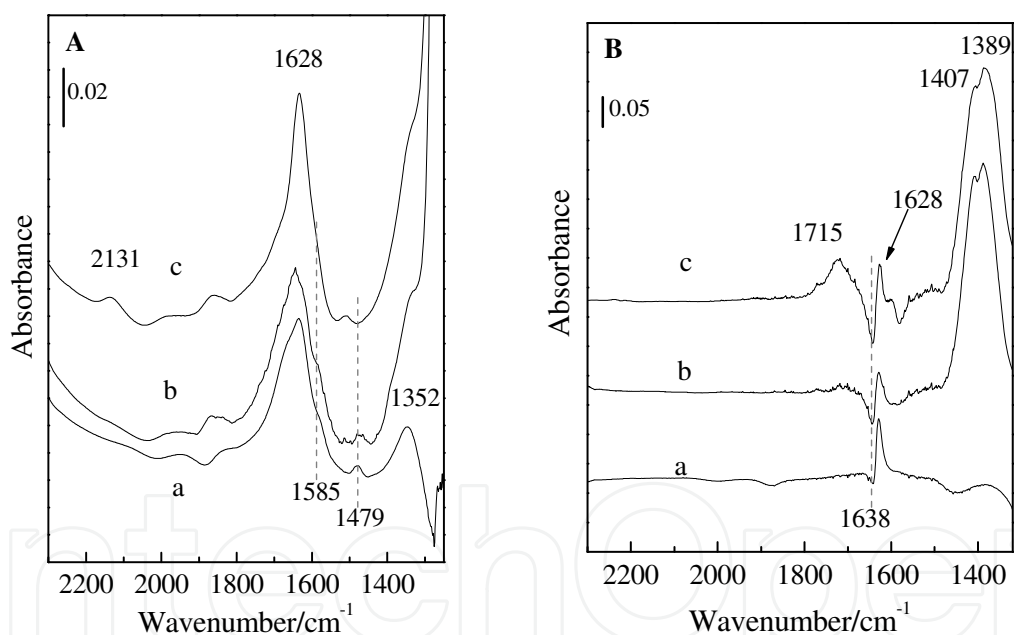 A
0.02
1628
2131
c
b
a
1352
1585
1479
Absorbance
2200 2000 1800 1600 1400
Wavenumber/cm-1
B
0.05
1389
1407
1628
1715
c
b
a
1638
Absorbance
2200 2000 1800 1600 1400
Wavenumber/cm-1